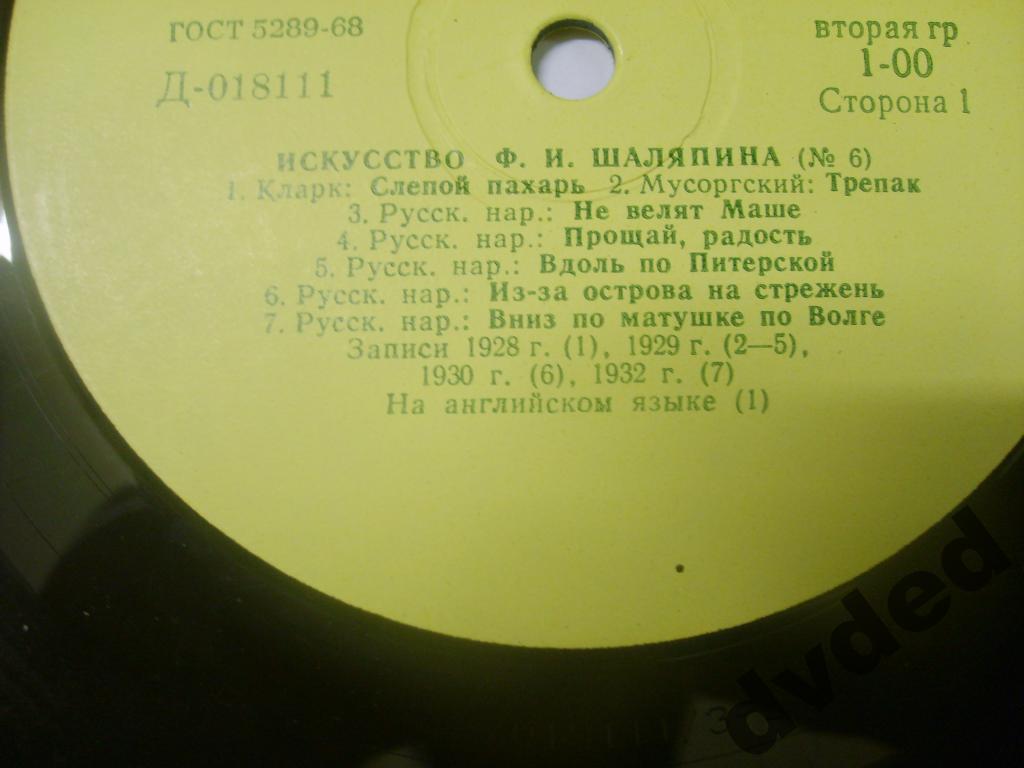 ГОСТ 5289-68
вторая гр
Д-018111
1-00
Сторона 1
ИСКУССТВО Ф. И. ШАЛЯПИНА (№ 6)
1. Кларк: Слепой пахарь 2. Мусоргский: Трепак
3. Русск. нар.: Не велят Маше
4. Русск. нар.: Прощай, радость
5. Русск. нар.: Вдоль по Питерской
6. Русск. нар.: Из-за острова на стрежень
7. Русск. нар.: Вниз по матушке по Волге
Записи 1928 г. (1), 1929 г. (2—5),
1930 г. (6), 1932 г. (7)
На английском языке (1)
dvded